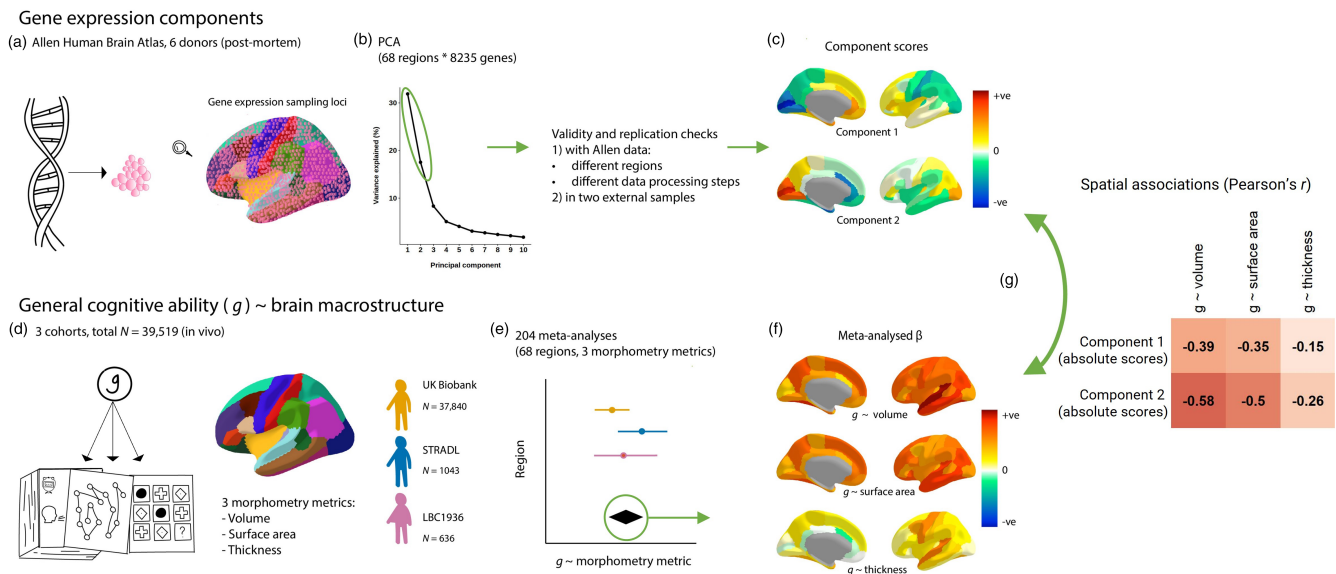 Gene expression components
(a) Allen Human Brain Atlas, 6 donors (post-mortem)
Gene expression sampling loci
(b) PCA
(68 regions * 8235 genes)
Variance explained (%)
30
20
10
1 2 3 4 5 6 7 8 9 10
Principal component
Validity and replication checks
1) with Allen data:
• different regions
• different data processing steps
2) in two external samples
(c)
Component scores
Component 1
Component 2
+ve
0
-ve
Spatial associations (Pearson's r)
(g)
g ~ volume
g ~ surface area
g ~ thickness
Component 1
(absolute scores)
-0.39 -0.35 -0.15
Component 2
(absolute scores)
-0.58 -0.5 -0.26
General cognitive ability ( g ) ~ brain macrostructure
(d) 3 cohorts, total N = 39,519 (in vivo)
g
?
3 morphometry metrics:
- Volume
- Surface area
- Thickness
UK Biobank
N = 37,840
STRADL
N = 1043
LBC1936
N = 636
(e)
204 meta-analyses
(68 regions, 3 morphometry metrics)
Region
g ~ morphometry metric
(f)
Meta-analysed β
g ~ volume
g ~ surface area
g ~ thickness
+ve
0
-ve